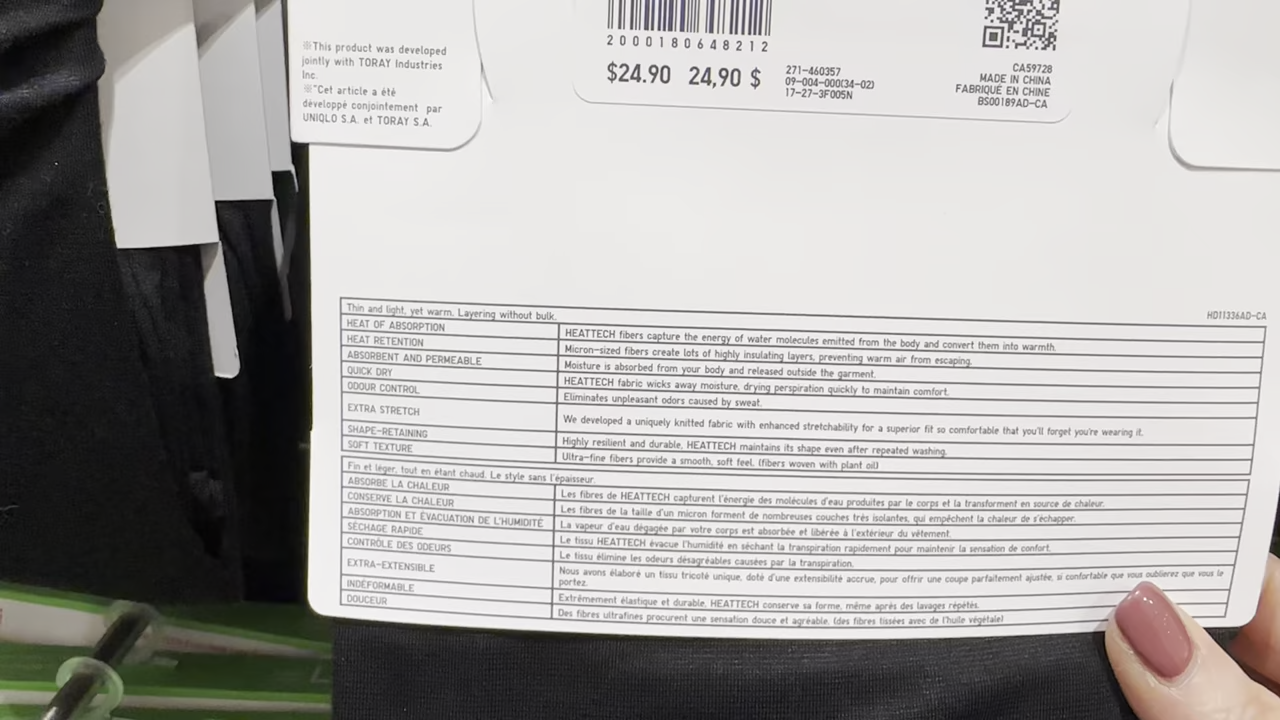 ※This product was developed
jointly with TORAY Industries
Inc.
※"Cet article a été
développé conjointement par
UNIQLO S.A. et TORAY S.A.
2000180648212
$24.90 24,90 $
271-460357
09-004-000(34-02)
17-27-3F005N
CA59728
MADE IN CHINA
FABRIQUÉ EN CHINE
BS00189AD-CA
HD11336AD-CA
Thin and light, yet warm. Layering without bulk.
HEAT OF ABSORPTION HEATTECH fibers capture the energy of water molecules emitted from the body and convert them into warmth.
HEAT RETENTION Micron-sized fibers create lots of highly insulating layers, preventing warm air from escaping.
ABSORBENT AND PERMEABLE Moisture is absorbed from your body and released outside the garment.
QUICK DRY HEATTECH fabric wicks away moisture, drying perspiration quickly to maintain comfort.
ODOUR CONTROL Eliminates unpleasant odors caused by sweat.
EXTRA STRETCH We developed a uniquely knitted fabric with enhanced stretchability for a superior fit so comfortable that you'll forget you're wearing it.
SHAPE-RETAINING Highly resilient and durable, HEATTECH maintains its shape even after repeated washing.
SOFT TEXTURE Ultra-fine fibers provide a smooth, soft feel. (fibers woven with plant oil)
Fin et léger, tout en étant chaud. Le style sans l'épaisseur.
ABSORBE LA CHALEUR Les fibres de HEATTECH capturent l'énergie des molécules d'eau produites par le corps et la transforment en source de chaleur.
CONSERVE LA CHALEUR Les fibres de la taille d'un micron forment de nombreuses couches très isolantes, qui empêchent la chaleur de s'échapper.
ABSORPTION ET ÉVACUATION DE L'HUMIDITÉ La vapeur d'eau dégagée par votre corps est absorbée et libérée à l'extérieur du vêtement.
SÉCHAGE RAPIDE Le tissu HEATTECH évacue l'humidité en séchant la transpiration rapidement pour maintenir la sensation de confort.
CONTRÔLE DES ODEURS Le tissu élimine les odeurs désagréables causées par la transpiration.
EXTRA-EXTENSIBLE Nous avons élaboré un tissu tricoté unique, doté d'une extensibilité accrue, pour offrir une coupe parfaitement ajustée, si confortable que vous oublierez que vous le
portez.
INDÉFORMABLE Extrêmement élastique et durable, HEATTECH conserve sa forme, même après des lavages répétés.
DOUCEUR Des fibres ultrafines procurent une sensation douce et agréable. (des fibres tissées avec de l'huile végétale)